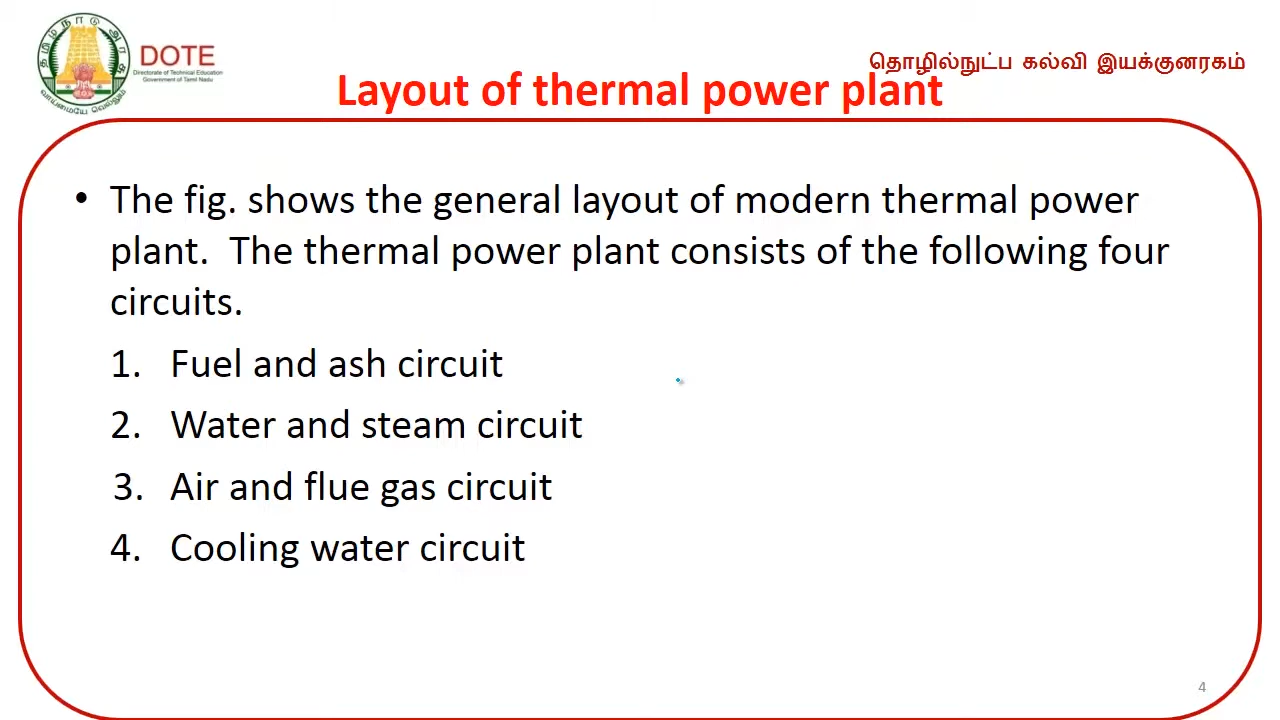 தமிழ்நாடு அரசு
வாய்மையே வெல்லும்
DOTE
Directorate of Technical Education
Government of Tamil Nadu
தொழில்நுட்ப கல்வி இயக்குனரகம்
Layout of thermal power plant
• The fig. shows the general layout of modern thermal power
plant. The thermal power plant consists of the following four
circuits.
1. Fuel and ash circuit
2. Water and steam circuit
3. Air and flue gas circuit
4. Cooling water circuit
4